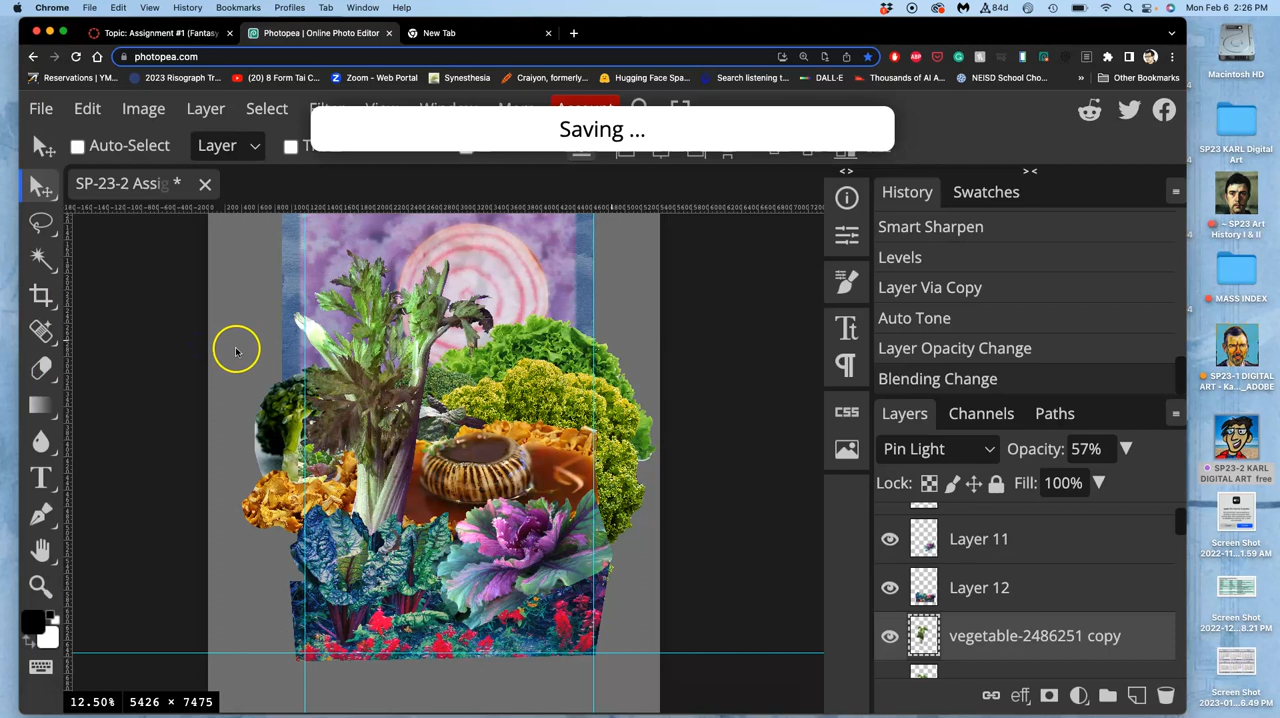 Chrome File Edit View History Bookmarks Profiles Tab Window Help 84d Mon Feb 6 2:26 PM
Topic: Assignment #1 (Fantasy Photopea | Online Photo Editor New Tab
photopea.com
Reservations | YM... 2023 Risograph Tr... (20) 8 Form Tai C... Zoom - Web Portal Synesthesia Craiyon, formerly... Hugging Face Spa... Search listening t... DALL·E Thousands of AI A... NEISD School Cho... » Other Bookmarks
File Edit Image Layer Select
Saving ...
Auto-Select Layer
SP-23-2 Assig *
History Swatches
Smart Sharpen
Levels
Layer Via Copy
Auto Tone
Layer Opacity Change
Blending Change
Layers Channels Paths
Pin Light Opacity: 57%
Lock: Fill: 100%
Layer 11
Layer 12
vegetable-2486251 copy
CSS
eff
12.50% 5426 × 7475
Macintosh HD
SP23 KARL Digital
Art
~ SP23 Art
History I & II
MASS INDEX
SP23-1 DIGITAL
ART - Ka..._ADOBE
SP23-2 KARL
DIGITAL ART free
Screen Shot
2022-11...1.59 AM
Screen Shot
2022-12...8.21 PM
Screen Shot
2023-01...6.49 PM